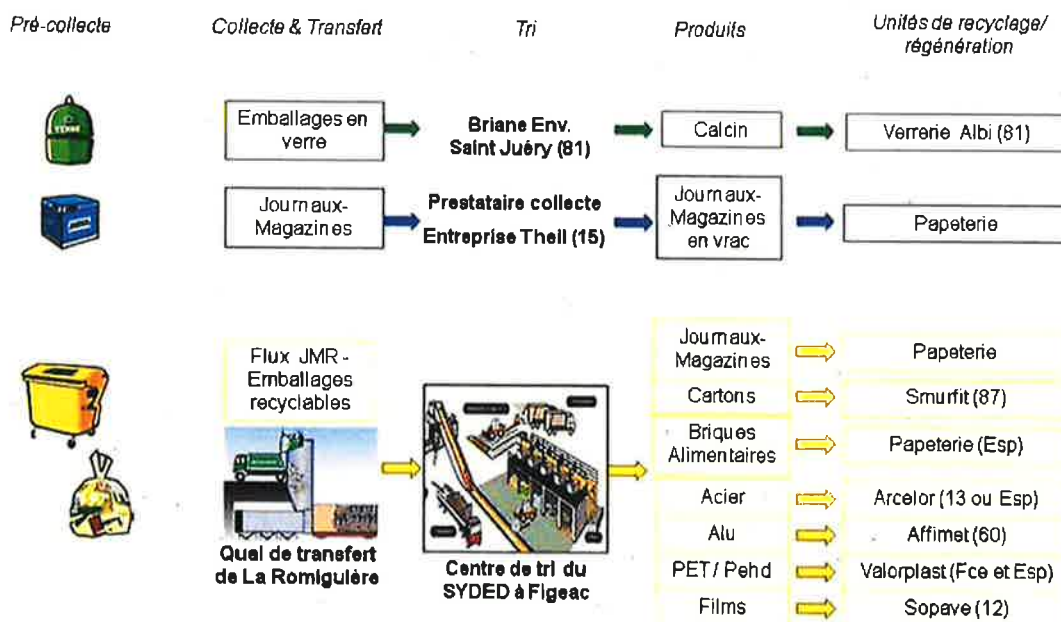 Pré-collecte
Collecte & Transfert
Tri
Produits
Unités de recyclage/
régénération
VERRE
Emballages en
verre
Briane Env.
Saint Juéry (81)
Calcin
Verrerie Albi (81)
Journaux-
Magazines
Prestataire collecte
Entreprise Theil (15)
Journaux-
Magazines
en vrac
Papeterie
Flux JMR -
Emballages
recyclables
Quai de transfert
de La Romiguière
Centre de tri du
SYDED à Figeac
Journaux-
Magazines
Papeterie
Cartons
Smurfit (87)
Briques
Alimentaires
Papeterie (Esp)
Acier
Arcelor (13 ou Esp)
Alu
Affimet (60)
PET / Pehd
Valorplast (Fce et Esp)
Films
Sopave (12)